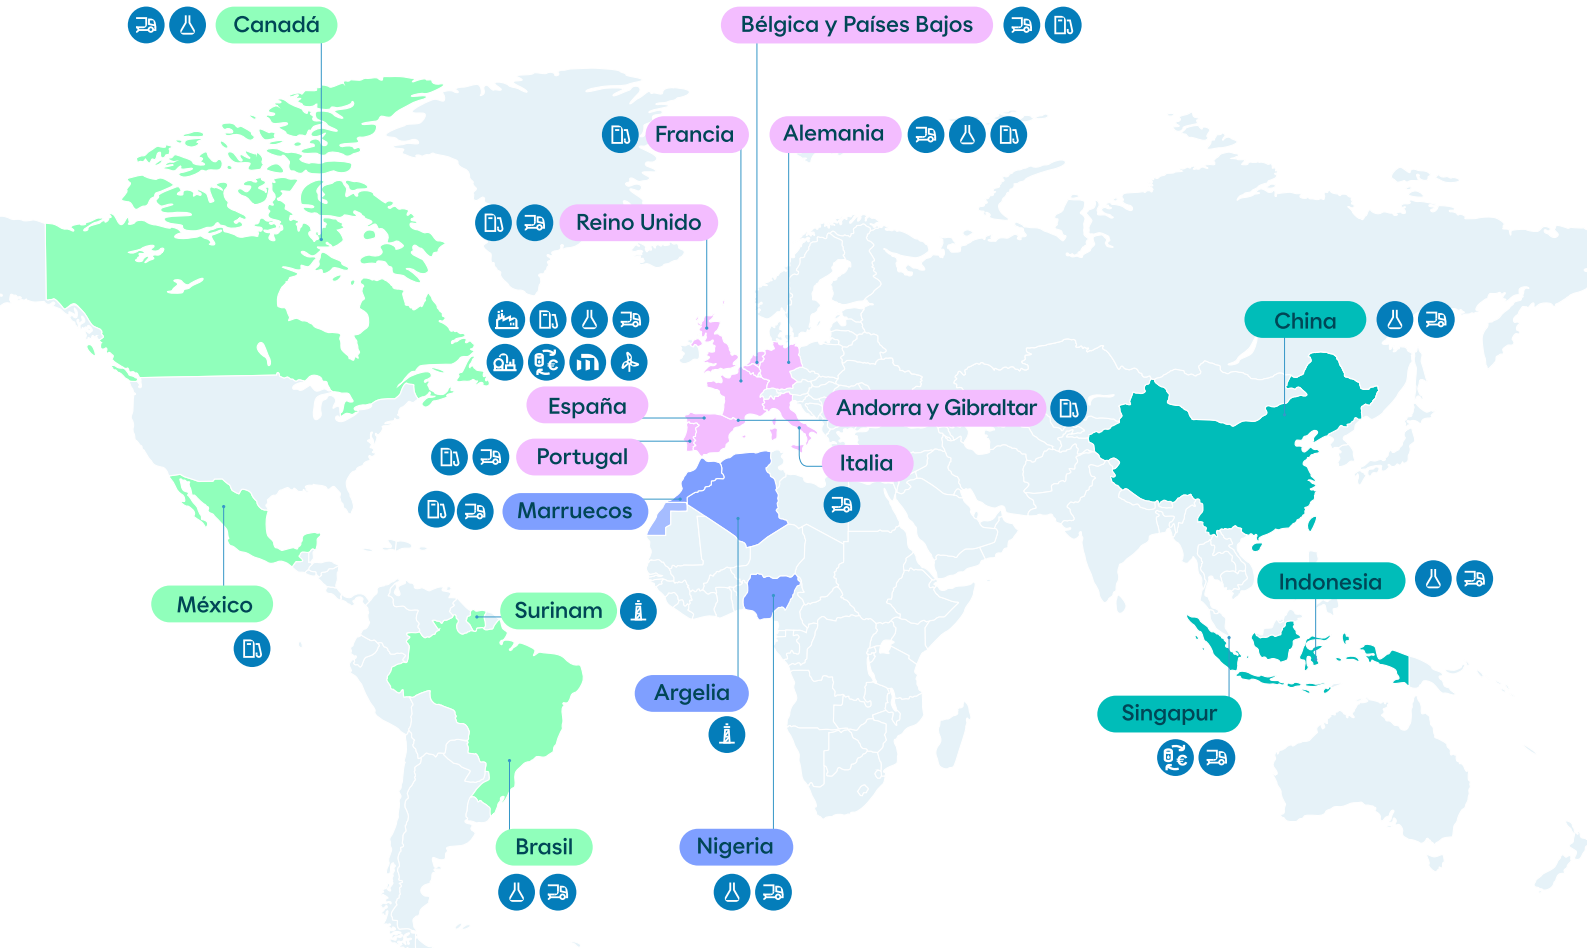 Canadá
Bélgica y Países Bajos
Francia
Alemania
Reino Unido
China
España
Andorra y Gibraltar
Portugal
Italia
Marruecos
Indonesia
México
Surinam
Argelia
Singapur
Brasil
Nigeria